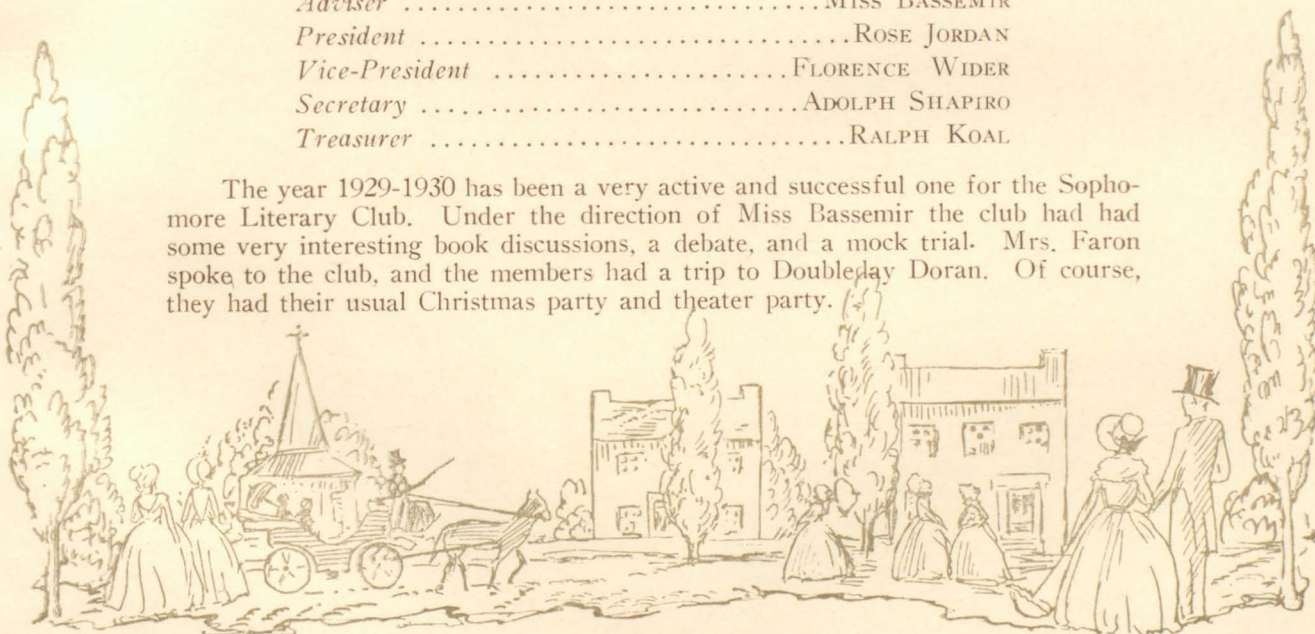 Adviser ..............................Miss Bassemir
President ..............................Rose Jordan
Vice-President .....................Florence Wider
Secretary ...........................Adolph Shapiro
Treasurer .............................Ralph Koal
The year 1929-1930 has been a very active and successful one for the Sopho-
more Literary Club. Under the direction of Miss Bassemir the club had had
some very interesting book discussions, a debate, and a mock trial. Mrs. Faron
spoke to the club, and the members had a trip to Doubleday Doran. Of course,
they had their usual Christmas party and theater party.